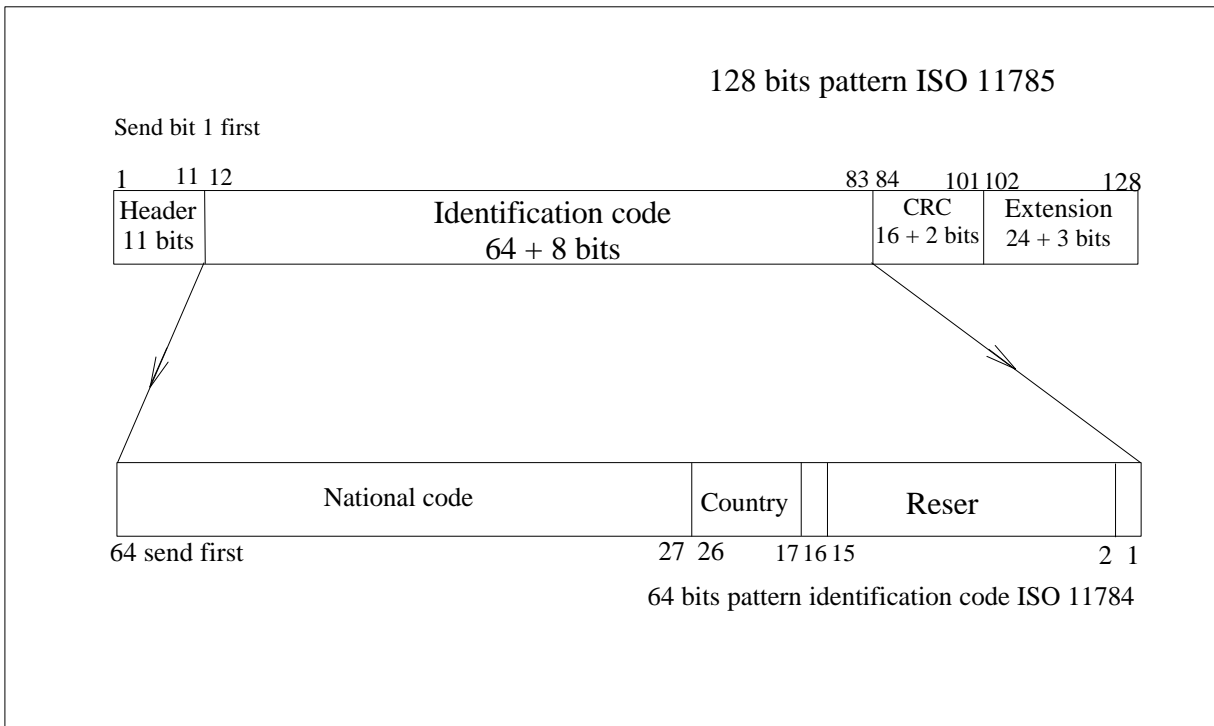 128 bits pattern ISO 11785
Send bit 1 first
1 11 12 83 84 101 102 128
Header Identification code CRC Extension
11 bits 64 + 8 bits 16 + 2 bits 24 + 3 bits
National code Country Reser
64 send first 27 26 17 16 15 2 1
64 bits pattern identification code ISO 11784